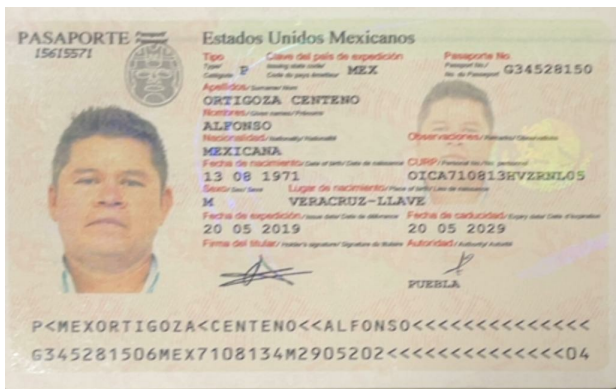 PASAPORTE
15615571
Estados Unidos Mexicanos
Tipo Clave del país de expedición Pasaporte No.
P MEX G34528150
Apellidos
ORTIGOZA CENTENO
Nombres
ALFONSO
Nacionalidad Observaciones
MEXICANA
Fecha de nacimiento CURP
13 08 1971 OICA710813HVZRNL05
Sexo Lugar de nacimiento
M VERACRUZ-LLAVE
Fecha de expedición Fecha de caducidad
20 05 2019 20 05 2029
Firma del titular Autoridad
PUEBLA
P<MEXORTIGOZA<CENTENO<<ALFONSO<<<<<<<<<<<<<<
G345281506MEX7108134M2905202<<<<<<<<<<<<<<04